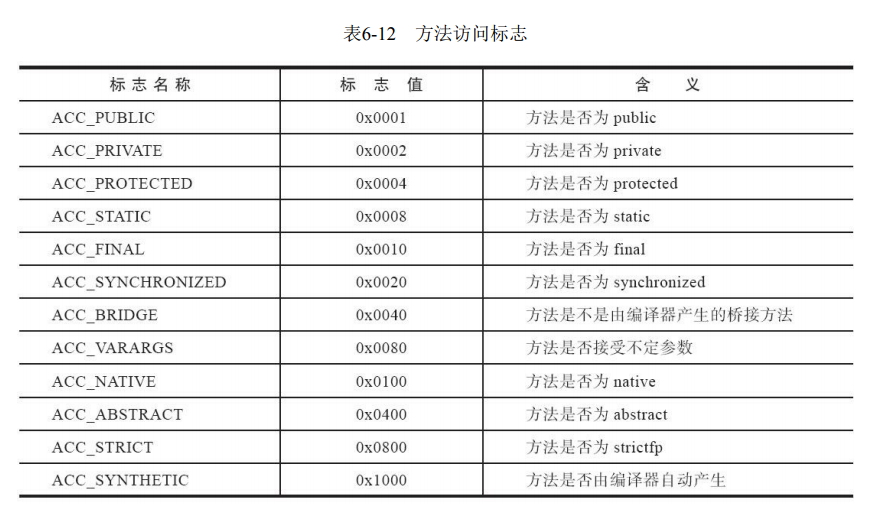 表6-12 方法访问标志
标志名称 标志值 含义
ACC_PUBLIC 0x0001 方法是否为 public
ACC_PRIVATE 0x0002 方法是否为 private
ACC_PROTECTED 0x0004 方法是否为 protected
ACC_STATIC 0x0008 方法是否为 static
ACC_FINAL 0x0010 方法是否为 final
ACC_SYNCHRONIZED 0x0020 方法是否为 synchronized
ACC_BRIDGE 0x0040 方法是不是由编译器产生的桥接方法
ACC_VARARGS 0x0080 方法是否接受不定参数
ACC_NATIVE 0x0100 方法是否为 native
ACC_ABSTRACT 0x0400 方法是否为 abstract
ACC_STRICT 0x0800 方法是否为 strictfp
ACC_SYNTHETIC 0x1000 方法是否由编译器自动产生